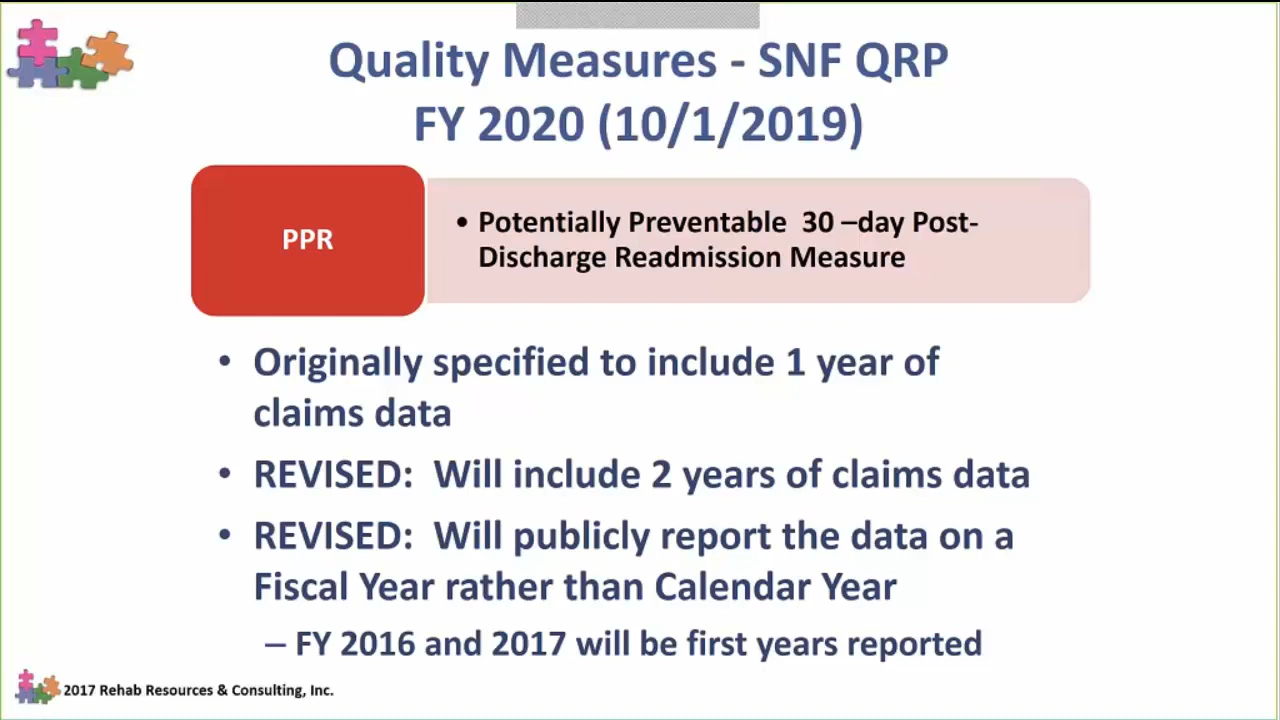 Quality Measures - SNF QRP
FY 2020 (10/1/2019)
PPR
• Potentially Preventable 30 –day Post-
Discharge Readmission Measure
• Originally specified to include 1 year of
claims data
• REVISED: Will include 2 years of claims data
• REVISED: Will publicly report the data on a
Fiscal Year rather than Calendar Year
– FY 2016 and 2017 will be first years reported
2017 Rehab Resources & Consulting, Inc.